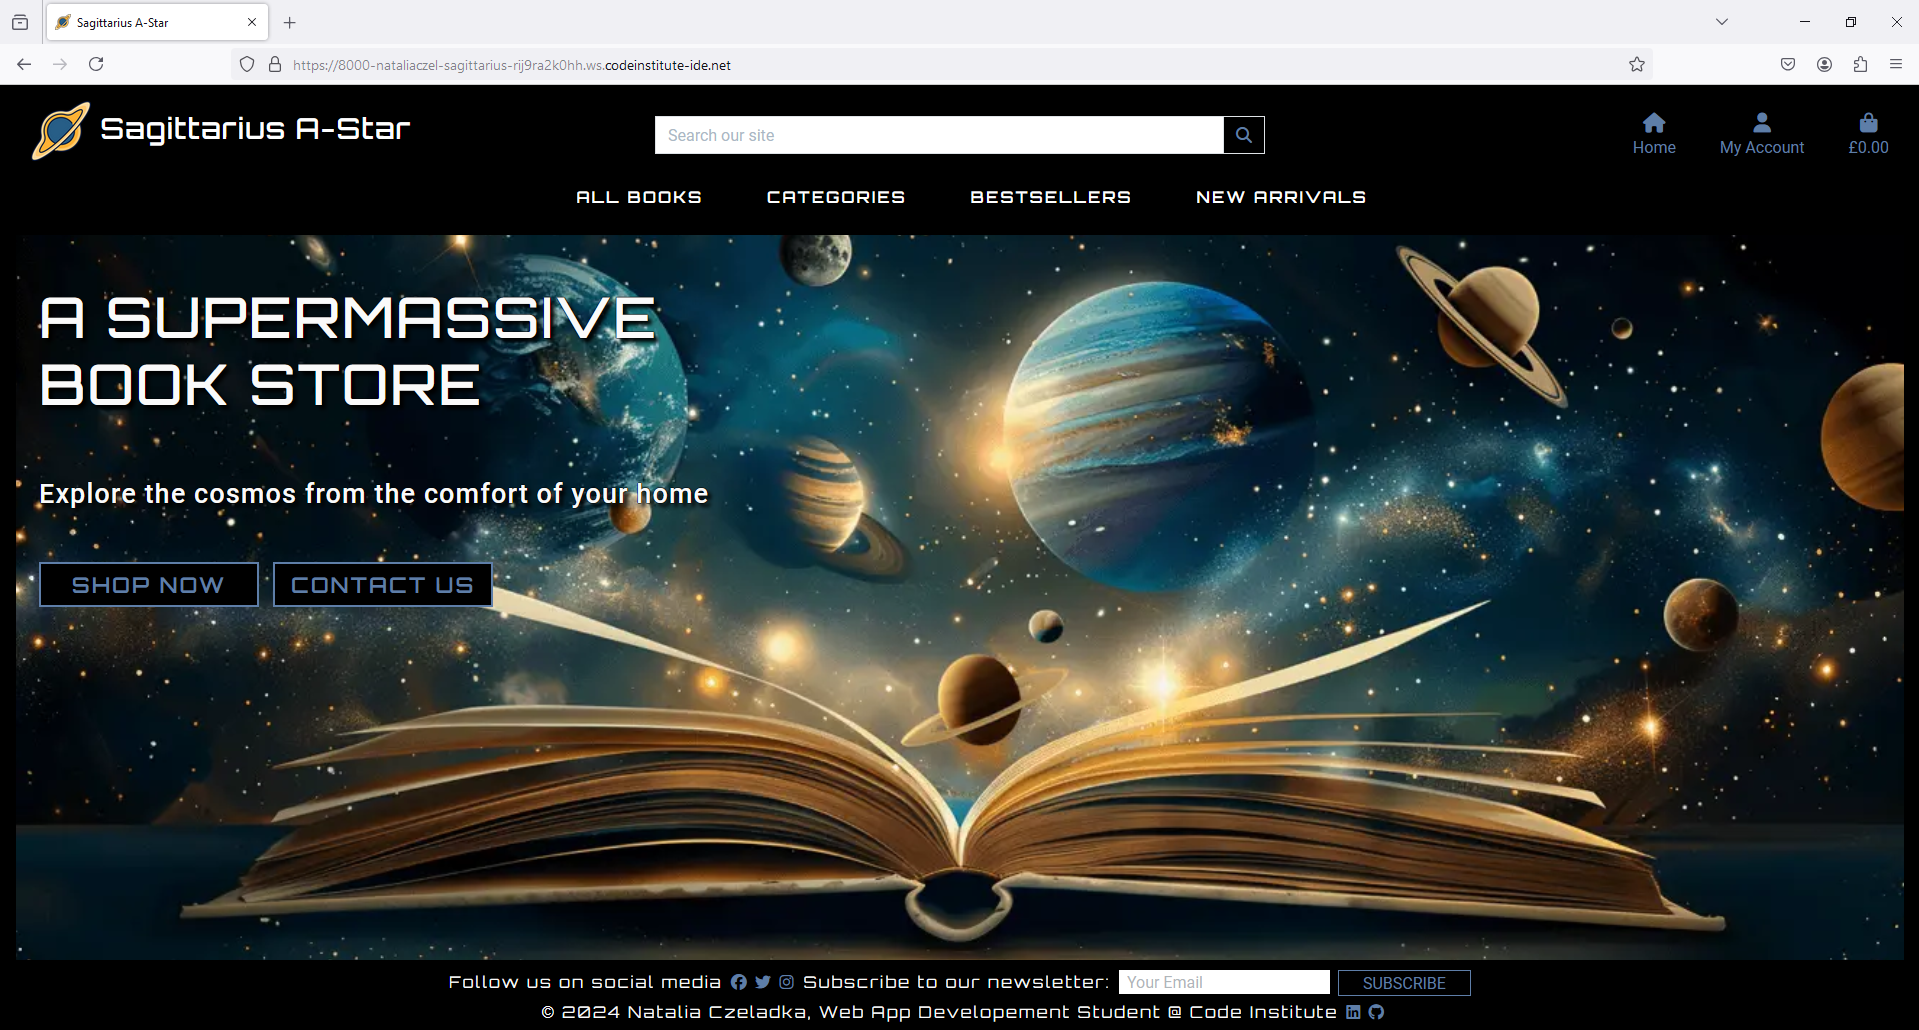 Sagittarius A-Star
https://8000-nataliaczel-sagittarius-rij9ra2k0hh.ws.codeinstitute-ide.net
Sagittarius A-Star
Search our site
Home
My Account
£0.00
ALL BOOKS
CATEGORIES
BESTSELLERS
NEW ARRIVALS
A SUPERMASSIVE
BOOK STORE
Explore the cosmos from the comfort of your home
SHOP NOW
CONTACT US
Follow us on social media
Subscribe to our newsletter:
Your Email
SUBSCRIBE
© 2024 Natalia Czeladka, Web App Developement Student @ Code Institute